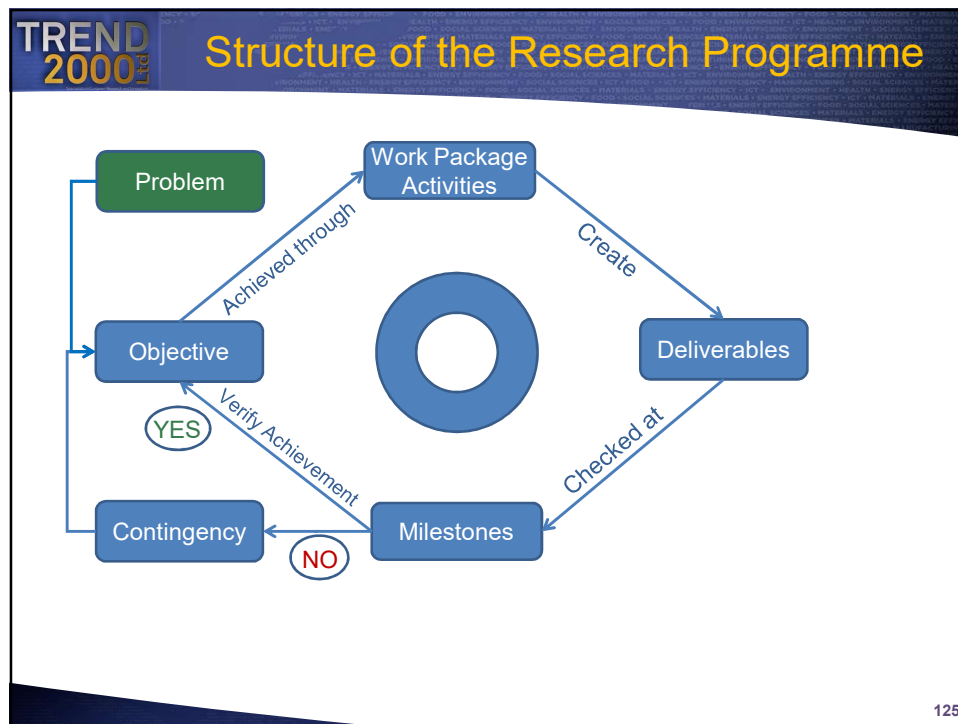 TREND
2000 Ltd
Structure of the Research Programme
Problem
Work Package
Activities
Achieved through
Create
Objective
Deliverables
YES
Verify Achievement
Checked at
Contingency
NO
Milestones
125